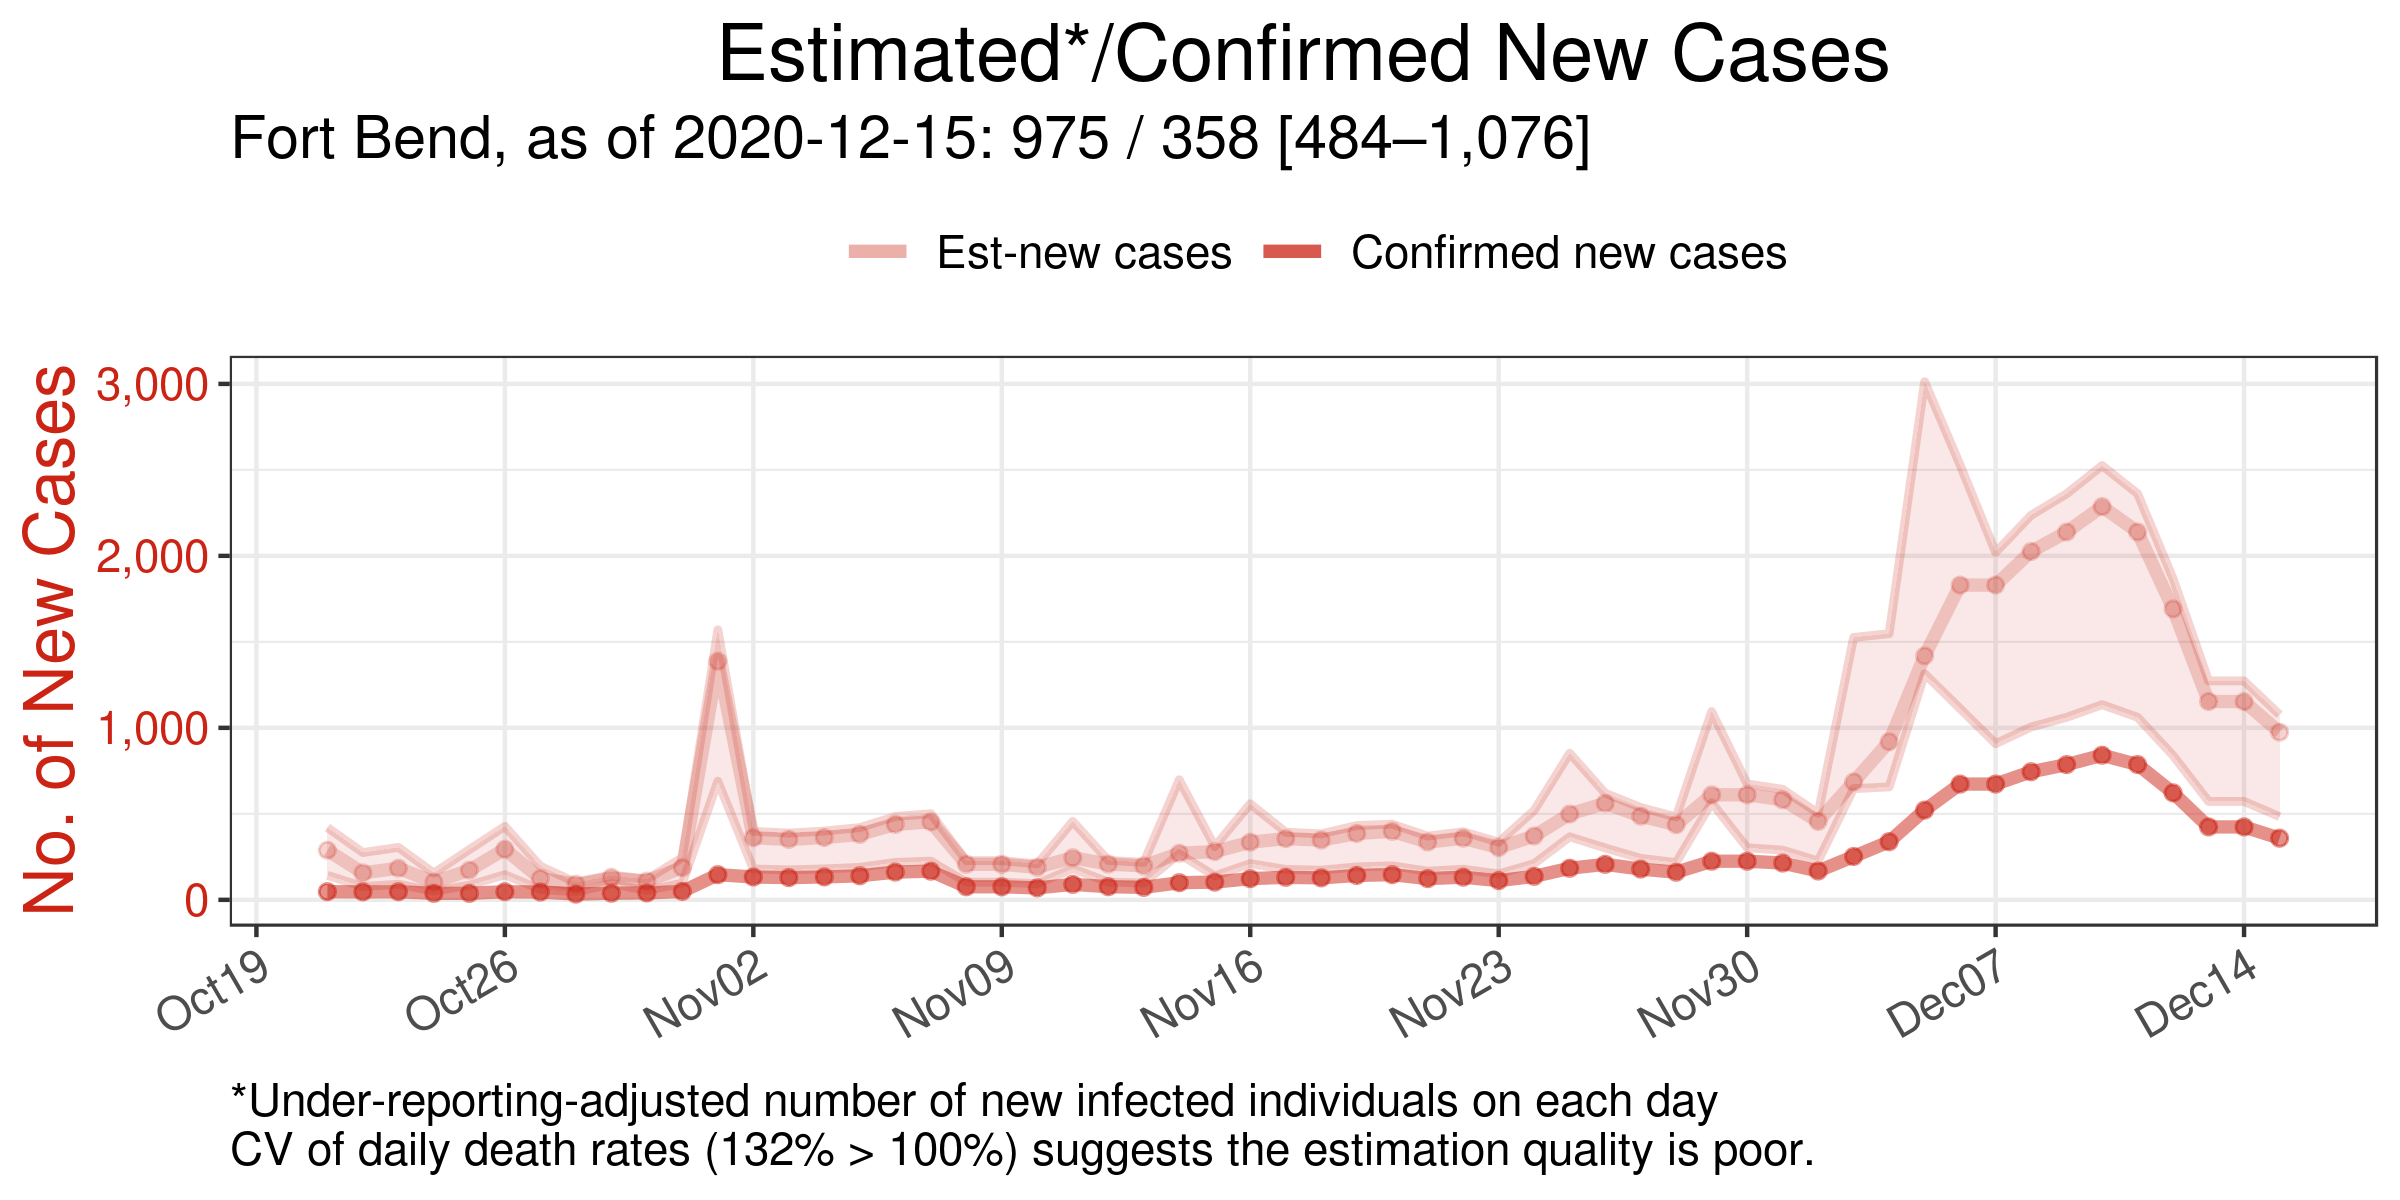 Estimated*/Confirmed New Cases
Fort Bend, as of 2020-12-15: 975 / 358 [484–1,076]
Est-new cases
Confirmed new cases
No. of New Cases
3,000
2,000
1,000
0
Oct19
Oct26
Nov02
Nov09
Nov16
Nov23
Nov30
Dec07
Dec14
*Under-reporting-adjusted number of new infected individuals on each day
CV of daily death rates (132% > 100%) suggests the estimation quality is poor.